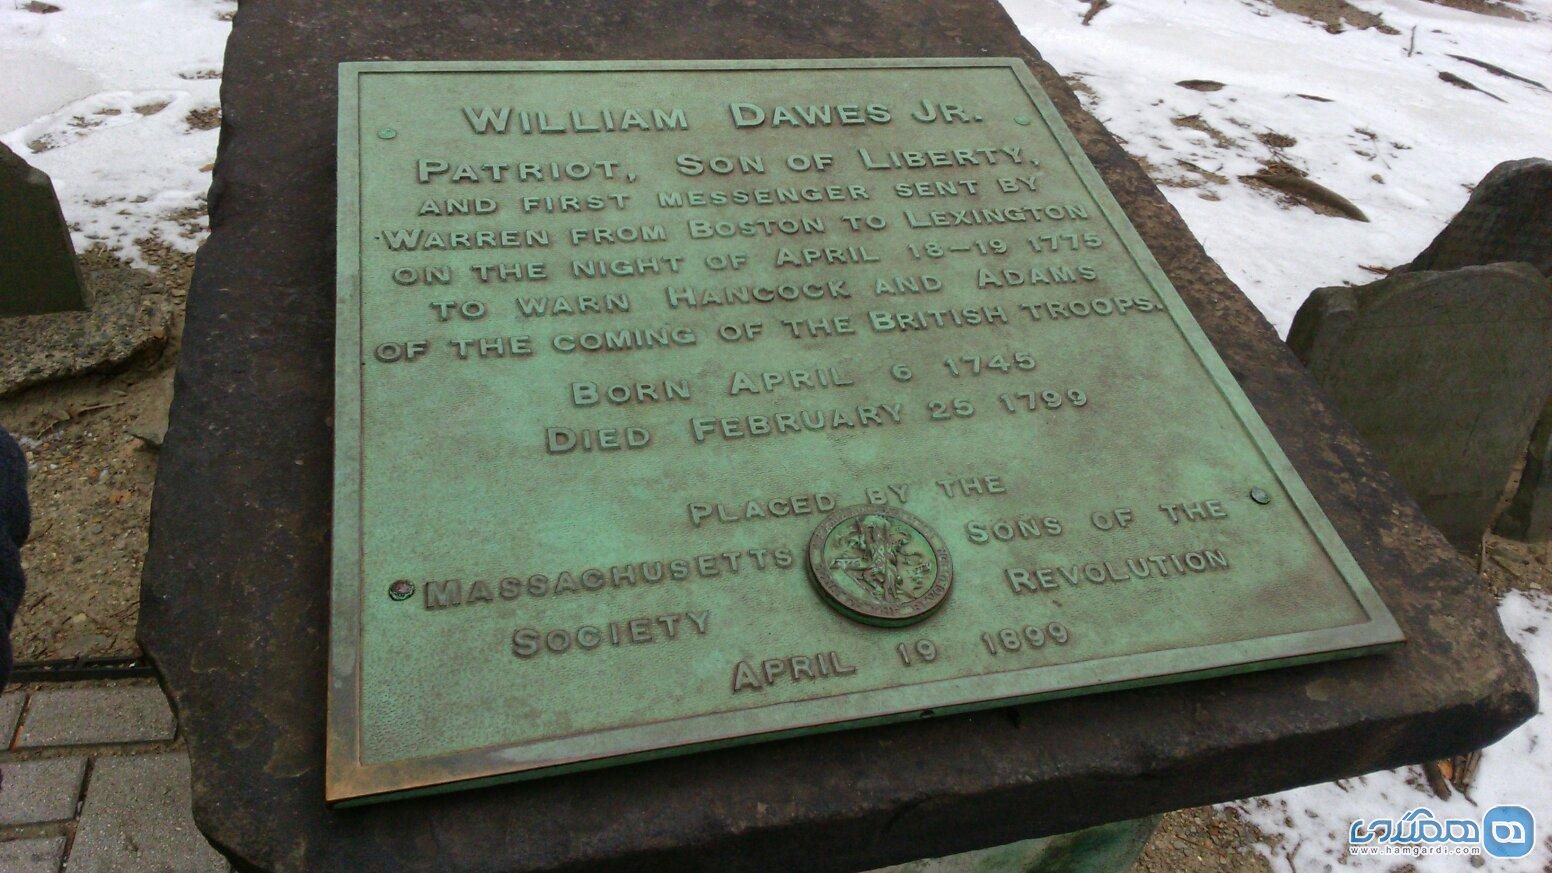 WILLIAM DAWES JR.
PATRIOT, SON OF LIBERTY,
AND FIRST MESSENGER SENT BY
WARREN FROM BOSTON TO LEXINGTON
ON THE NIGHT OF APRIL 18-19 1775
TO WARN HANCOCK AND ADAMS
OF THE COMING OF THE BRITISH TROOPS.
BORN APRIL 6 1745
DIED FEBRUARY 25 1799
PLACED BY THE
MASSACHUSETTS SONS OF THE
SOCIETY REVOLUTION
APRIL 19 1899
همگردی
www.hamgardi.com